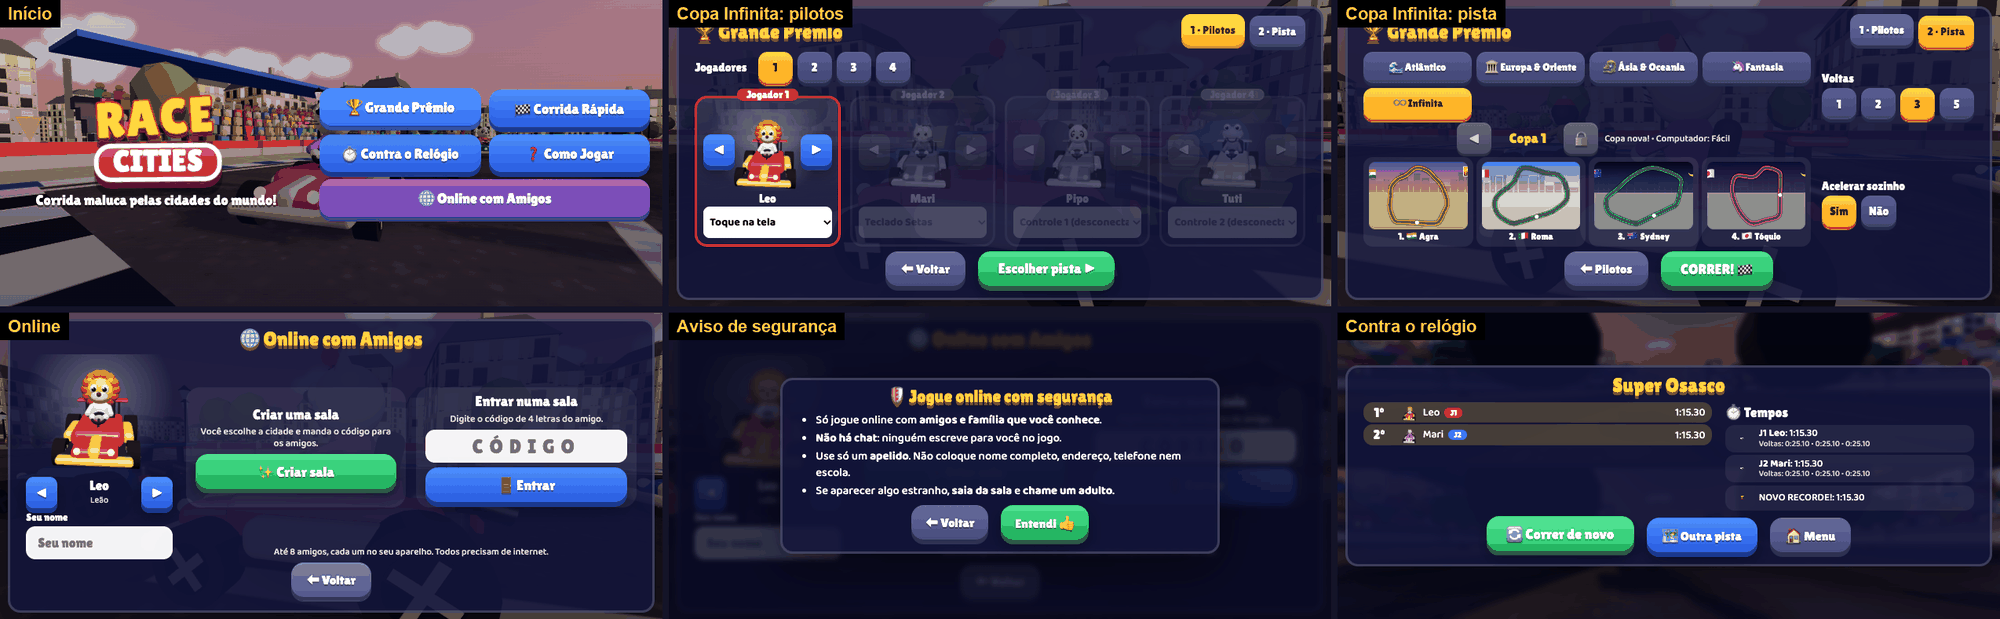 Início
RACE
CITIES
Corrida maluca pelas cidades do mundo!
🏆 Grande Prêmio
🏁 Corrida Rápida
⏱️ Contra o Relógio
❓ Como Jogar
🌐 Online com Amigos
Copa Infinita: pilotos
🏆 Grande Prêmio
1 · Pilotos
2 · Pista
Jogadores
1
2
3
4
Jogador 1
Jogador 2
Jogador 3
Jogador 4
◀
▶
Leo
Mari
Pipo
Tuti
Toque na tela
Teclado Setas
Controle 1 (desconecta
Controle 2 (desconecta
⬅ Voltar
Escolher pista ▶
Copa Infinita: pista
🏆 Grande Prêmio
1 · Pilotos
2 · Pista
Atlântico
🏛️ Europa & Oriente
Ásia & Oceania
🦄 Fantasia
∞ Infinita
Voltas
1
2
3
5
◀
Copa 1
🔒
Copa nova! • Computador: Fácil
1. 🇮🇳 Agra
2. 🇮🇹 Roma
3. 🇦🇺 Sydney
4. 🇯🇵 Tóquio
Acelerar sozinho
Sim
Não
⬅ Pilotos
CORRER! 🏁
Online
🌐 Online com Amigos
◀
Leo
Leão
▶
Seu nome
Seu nome
Criar uma sala
Você escolhe a cidade e manda o código para
os amigos.
✨ Criar sala
Entrar numa sala
Digite o código de 4 letras do amigo.
CÓDIGO
🚪 Entrar
Até 8 amigos, cada um no seu aparelho. Todos precisam de internet.
⬅ Voltar
Aviso de segurança
🛡️ Jogue online com segurança
• Só jogue online com amigos e família que você conhece.
• Não há chat: ninguém escreve para você no jogo.
• Use só um apelido. Não coloque nome completo, endereço, telefone nem
escola.
• Se aparecer algo estranho, saia da sala e chame um adulto.
⬅ Voltar
Entendi 👍
Contra o relógio
Super Osasco
1º Leo J1 1:15.30
2º Mari J2 1:15.30
⏱️ Tempos
J1 Leo: 1:15.30
Voltas: 0:25.10 • 0:25.10 • 0:25.10
J2 Mari: 1:15.30
Voltas: 0:25.10 • 0:25.10 • 0:25.10
NOVO RECORDE!: 1:15.30
🔄 Correr de novo
Outra pista
🏠 Menu